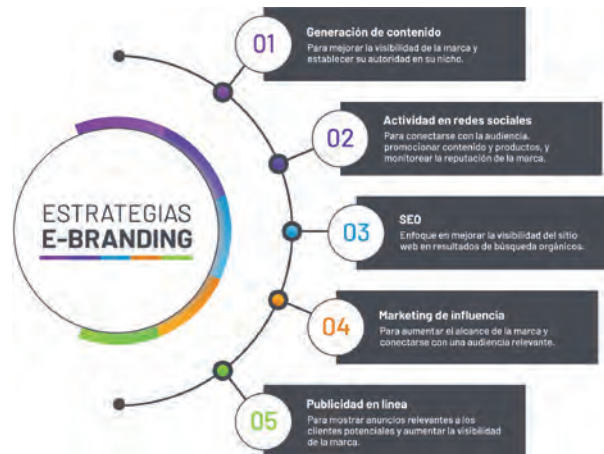 ESTRATEGIAS
E-BRANDING
01
Generación de contenido
Para mejorar la visibilidad de la marca y
establecer su autoridad en su nicho.
02
Actividad en redes sociales
Para conectarse con la audiencia,
promocionar contenido y productos, y
monitorear la reputación de la marca.
03
SEO
Enfoque en mejorar la visibilidad del sitio
web en resultados de búsqueda orgánicos.
04
Marketing de influencia
Para aumentar el alcance de la marca y
conectarse con una audiencia relevante.
05
Publicidad en línea
Para mostrar anuncios relevantes a los
clientes potenciales y aumentar la visibilidad
de la marca.